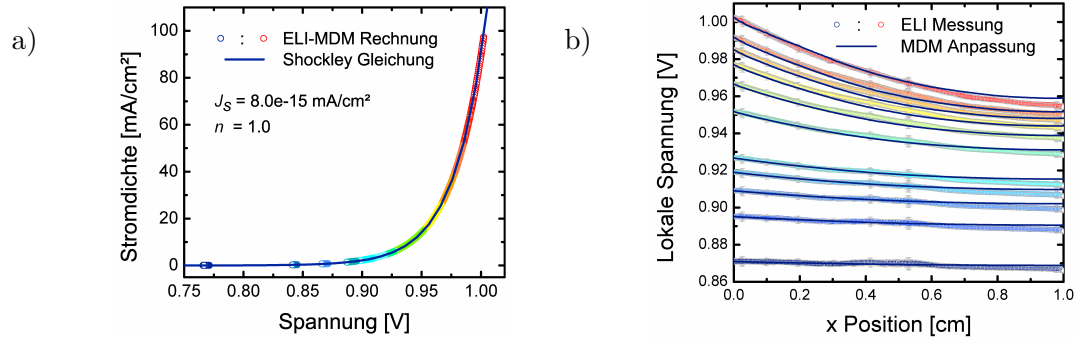 a)
Stromdichte [mA/cm²]
100
80
60
40
20
0
ELI-MDM Rechnung
Shockley Gleichung
J_S = 8.0e-15 mA/cm²
n = 1.0
0.75 0.80 0.85 0.90 0.95 1.00
Spannung [V]
b)
Lokale Spannung [V]
1.00
0.98
0.96
0.94
0.92
0.90
0.88
0.86
: ELI Messung
MDM Anpassung
0.0 0.2 0.4 0.6 0.8 1.0
x Position [cm]